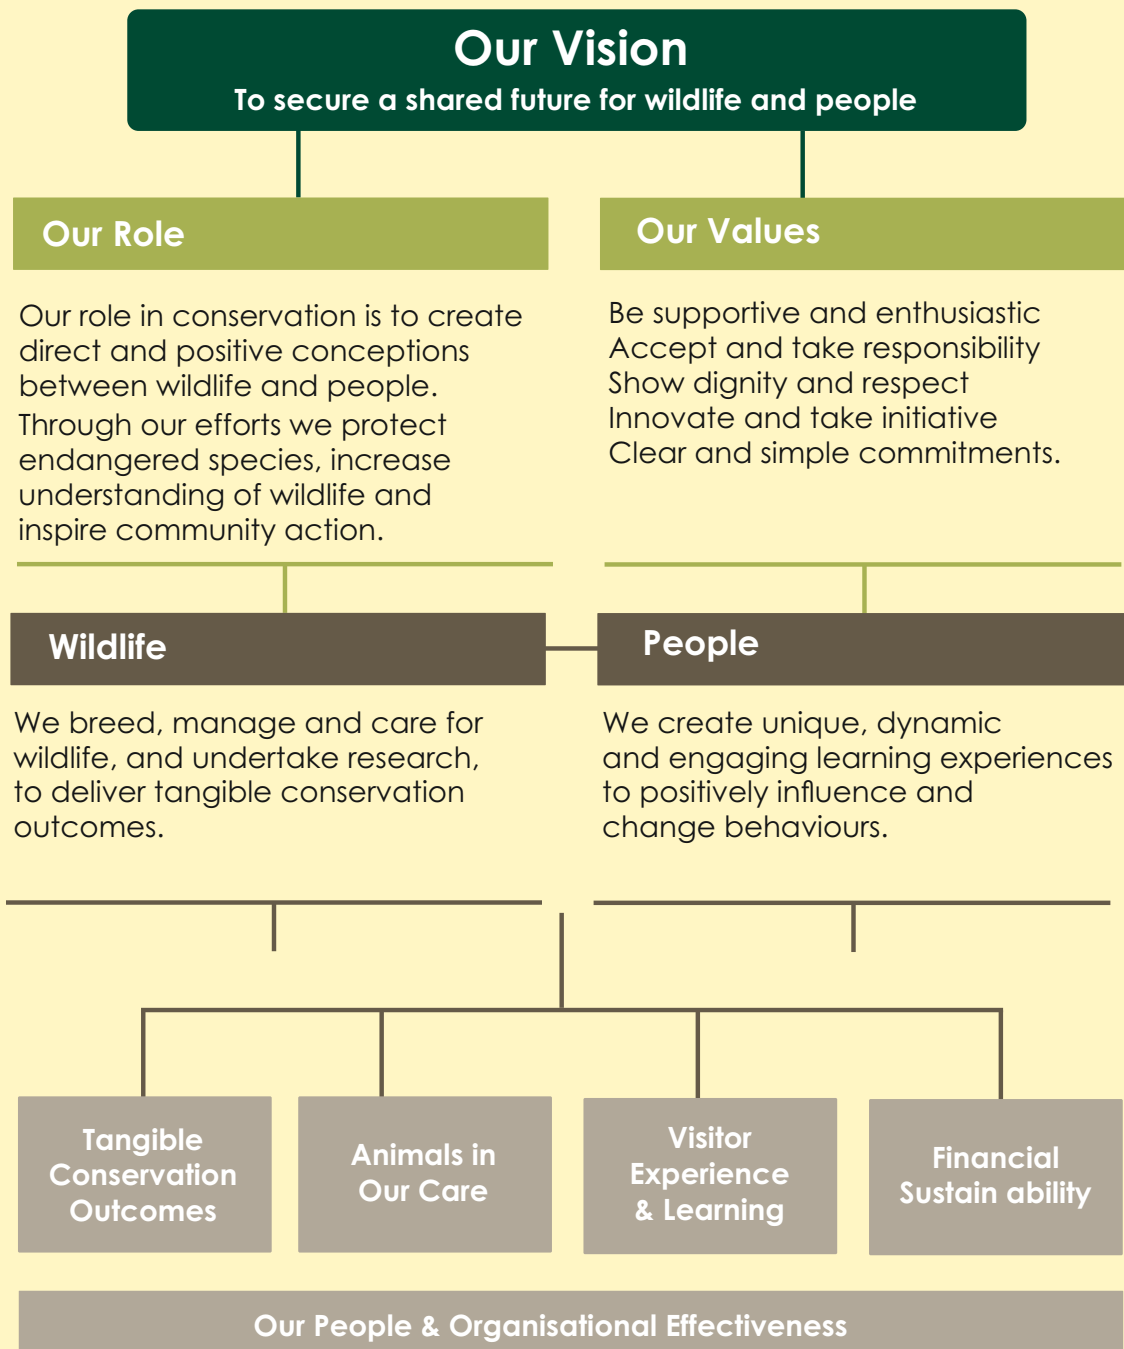 Our Vision
To secure a shared future for wildlife and people
Our Role
Our role in conservation is to create
direct and positive conceptions
between wildlife and people.
Through our efforts we protect
endangered species, increase
understanding of wildlife and
inspire community action.
Our Values
Be supportive and enthusiastic
Accept and take responsibility
Show dignity and respect
Innovate and take initiative
Clear and simple commitments.
Wildlife
We breed, manage and care for
wildlife, and undertake research,
to deliver tangible conservation
outcomes.
People
We create unique, dynamic
and engaging learning experiences
to positively influence and
change behaviours.
Tangible
Conservation
Outcomes
Animals in
Our Care
Visitor
Experience
& Learning
Financial
Sustain ability
Our People & Organisational Effectiveness